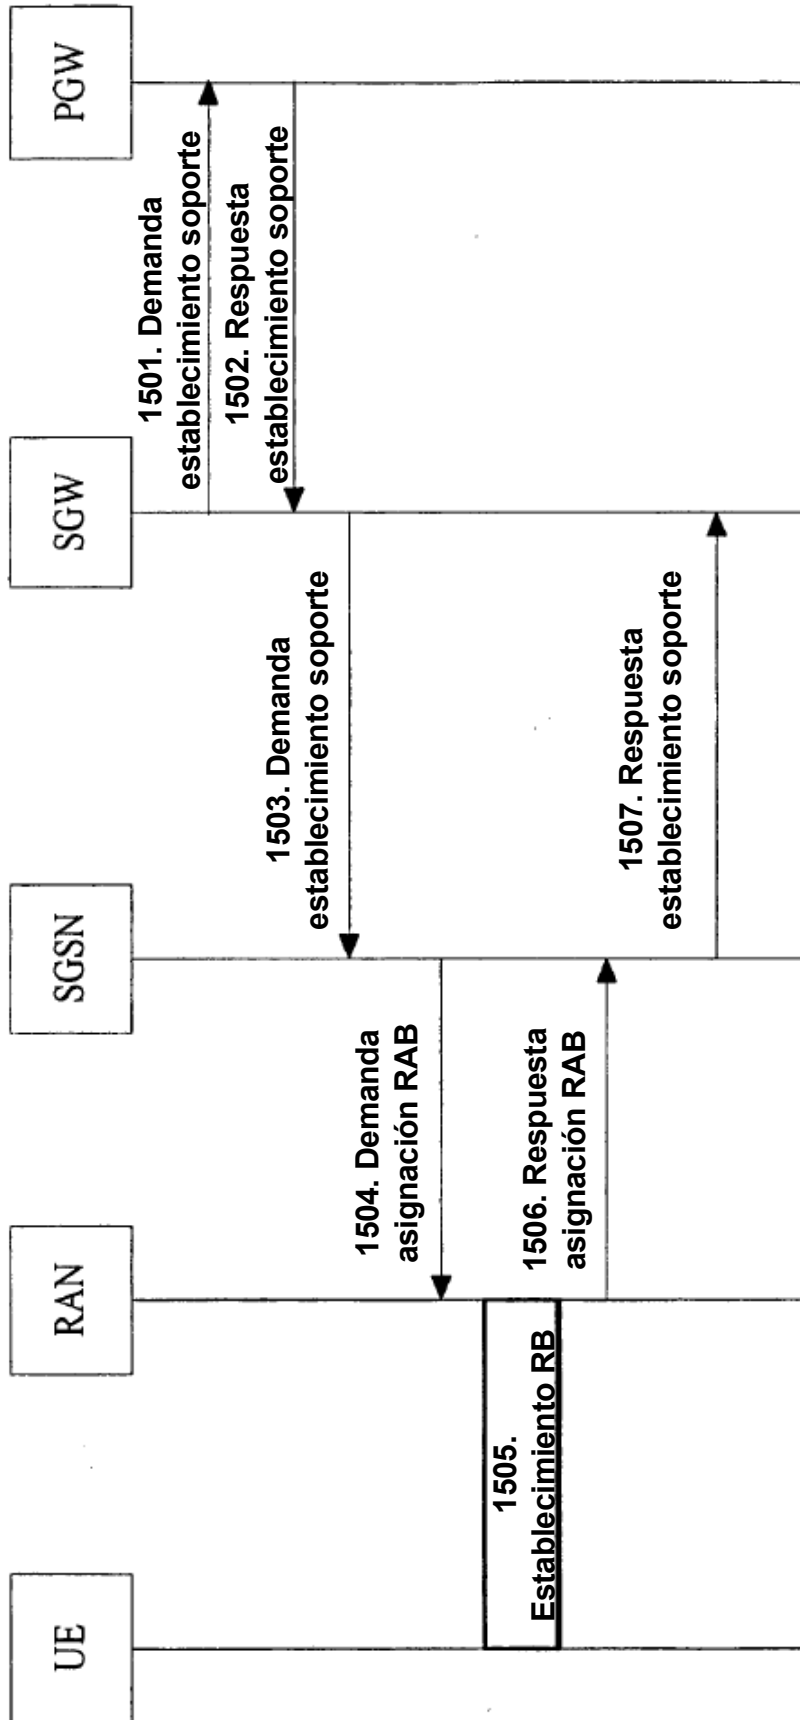 UE
RAN
SGSN
SGW
PGW
1501. Demanda
establecimiento soporte
1502. Respuesta
establecimiento soporte
1503. Demanda
establecimiento soporte
1504. Demanda
asignación RAB
1505.
Establecimiento RB
1506. Respuesta
asignación RAB
1507. Respuesta
establecimiento soporte